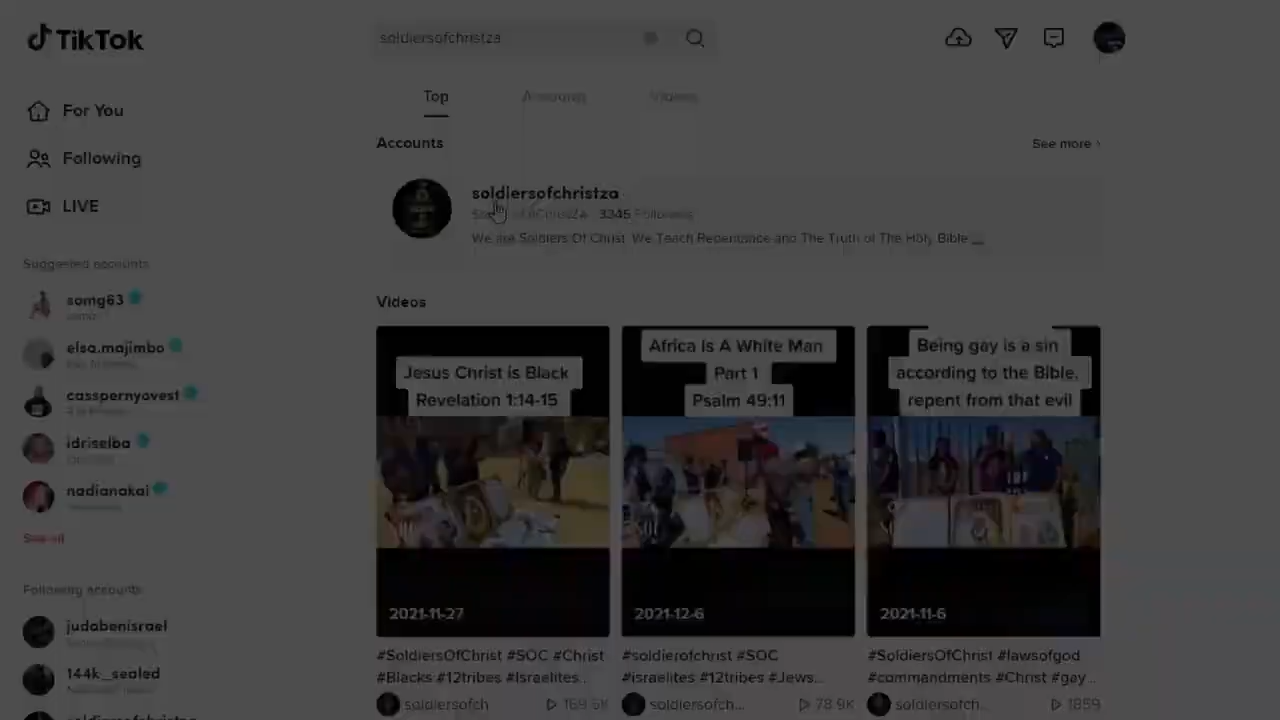 TikTok
soldiersofchristza
For You
Following
LIVE
Suggested accounts
somg63
elsa.majimbo
casspernyovest
idriselba
nadianakai
See all
Following accounts
judabenisrael
144k_sealed
Top
Accounts
Videos
Accounts
See more ›
soldiersofchristza
3345
We are Soldiers Of Christ. We Teach Repentance and The Truth of The Holy Bible ...
Videos
Jesus Christ is Black
Revelation 1:14-15
2021-11-27
#SoldiersOfChrist #SOC #Christ
#Blacks #12tribes #Israelites...
soldiersofch
Africa Is A White Man
Part 1
Psalm 49:11
2021-12-6
#soldierofchrist #SOC
#israelites #12tribes #Jews...
soldiersofch...
78.9K
Being gay is a sin
according to the Bible,
repent from that evil
2021-11-6
#SoldiersOfChrist #lawsofgod
#commandments #Christ #gay...
soldiersofch...
1859